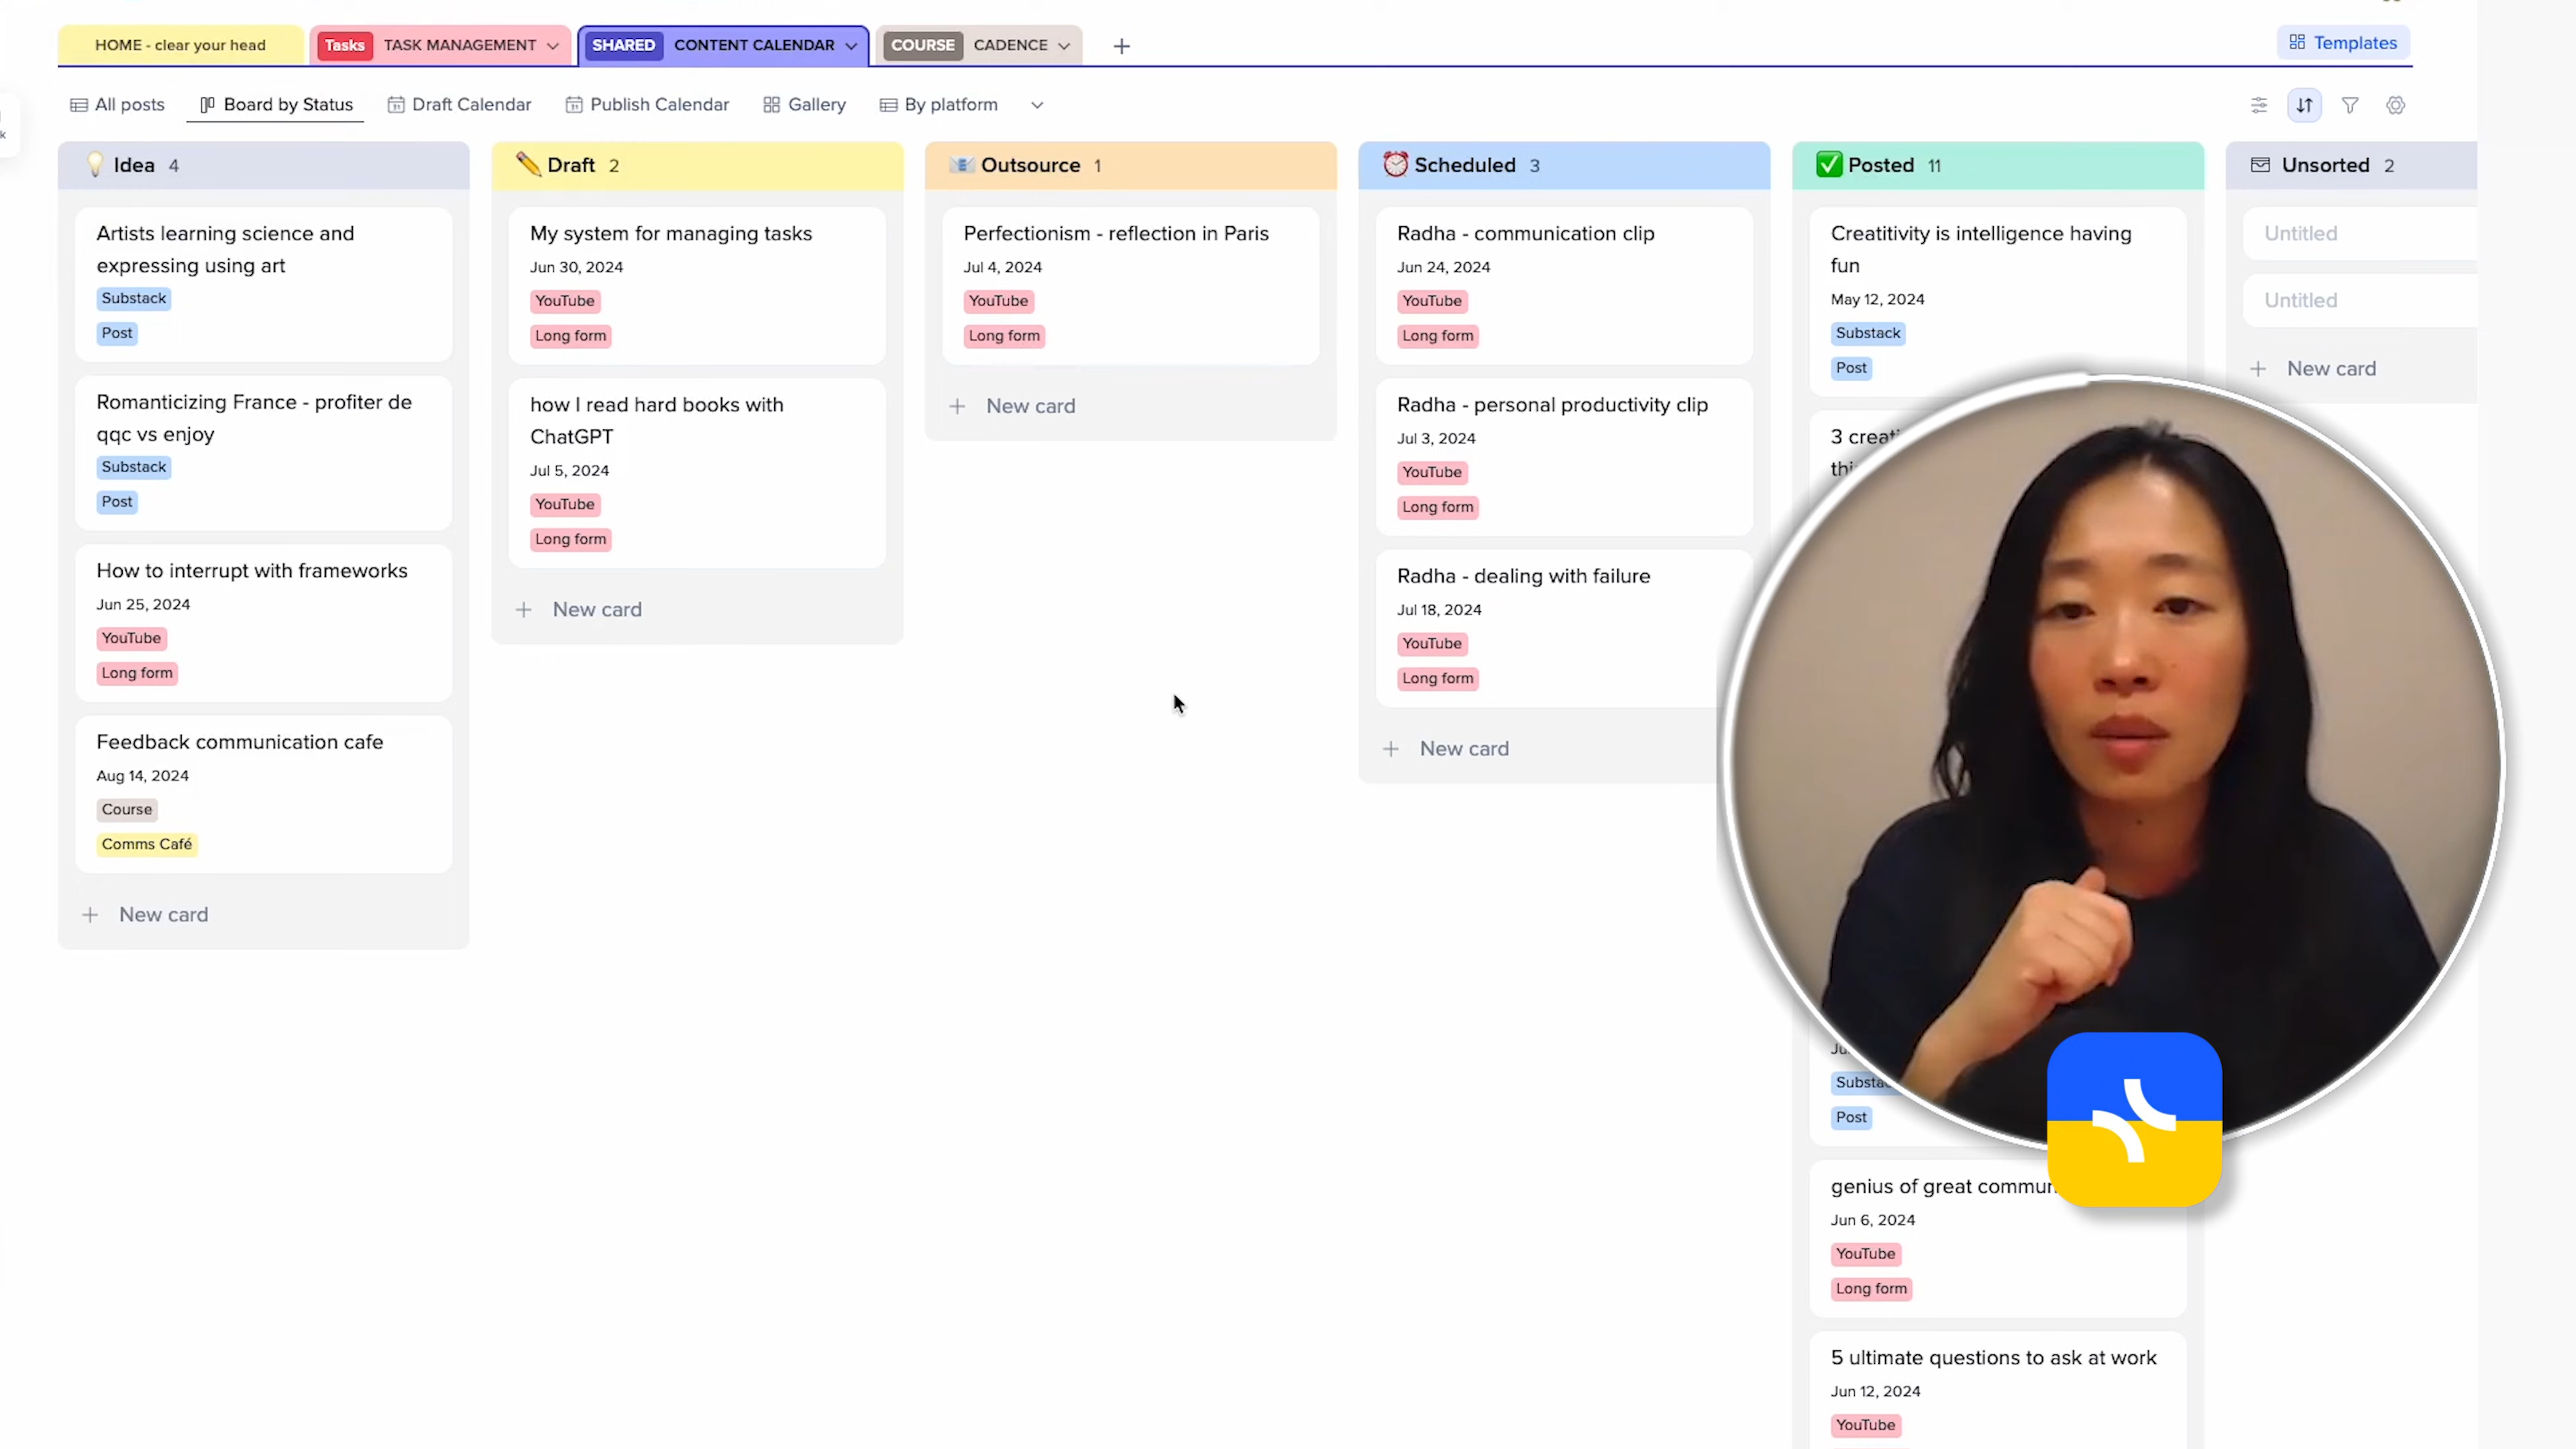 HOME - clear your head
Tasks TASK MANAGEMENT
SHARED CONTENT CALENDAR
COURSE CADENCE
Templates
All posts
Board by Status
Draft Calendar
Publish Calendar
Gallery
By platform
Idea 4
Artists learning science and
expressing using art
Substack
Post
Romanticizing France - profiter de
qqc vs enjoy
Substack
Post
How to interrupt with frameworks
Jun 25, 2024
YouTube
Long form
Feedback communication cafe
Aug 14, 2024
Course
Comms Café
New card
Draft 2
My system for managing tasks
Jun 30, 2024
YouTube
Long form
how I read hard books with
ChatGPT
Jul 5, 2024
YouTube
Long form
New card
Outsource 1
Perfectionism - reflection in Paris
Jul 4, 2024
YouTube
Long form
New card
Scheduled 3
Radha - communication clip
Jun 24, 2024
YouTube
Long form
Radha - personal productivity clip
Jul 3, 2024
YouTube
Long form
Radha - dealing with failure
Jul 18, 2024
YouTube
Long form
New card
Posted 11
Creatitivity is intelligence having
fun
May 12, 2024
Substack
Post
3
Post
genius of great
Jun 6, 2024
YouTube
Long form
5 ultimate questions to ask at work
Jun 12, 2024
YouTube
Unsorted 2
Untitled
Untitled
New card